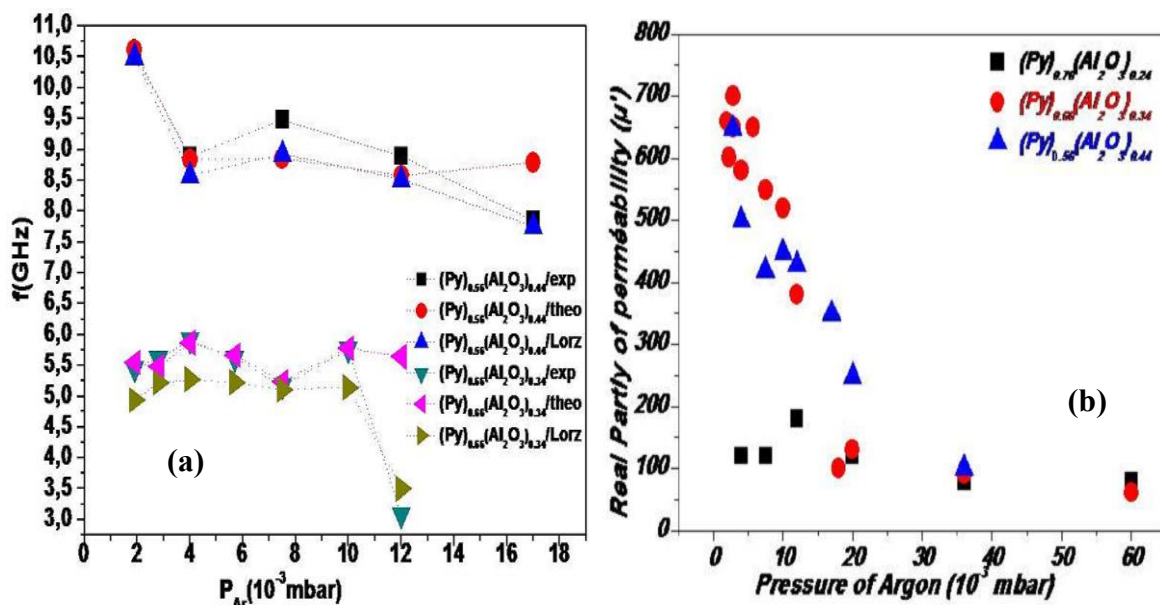 f(GHz)
11,0
10,5
10,0
9,5
9,0
8,5
8,0
7,5
7,0
6,5
6,0
5,5
5,0
4,5
4,0
3,5
3,0
(Py)0.56(Al2O3)0.44/exp
(Py)0.56(Al2O3)0.44/theo
(Py)0.56(Al2O3)0.44/Lorz
(Py)0.66(Al2O3)0.34/exp
(Py)0.66(Al2O3)0.34/theo
(Py)0.66(Al2O3)0.34/Lorz
(a)
0 2 4 6 8 10 12 14 16 18
PAr(10-3mbar)
Real Partly of perméability (µ')
800
700
600
500
400
300
200
100
0
(Py)0.76(Al2O3)0.24
(Py)0.66(Al2O3)0.34
(Py)0.56(Al2O3)0.44
(b)
0 10 20 30 40 50 60
Pressure of Argon (10-3 mbar)